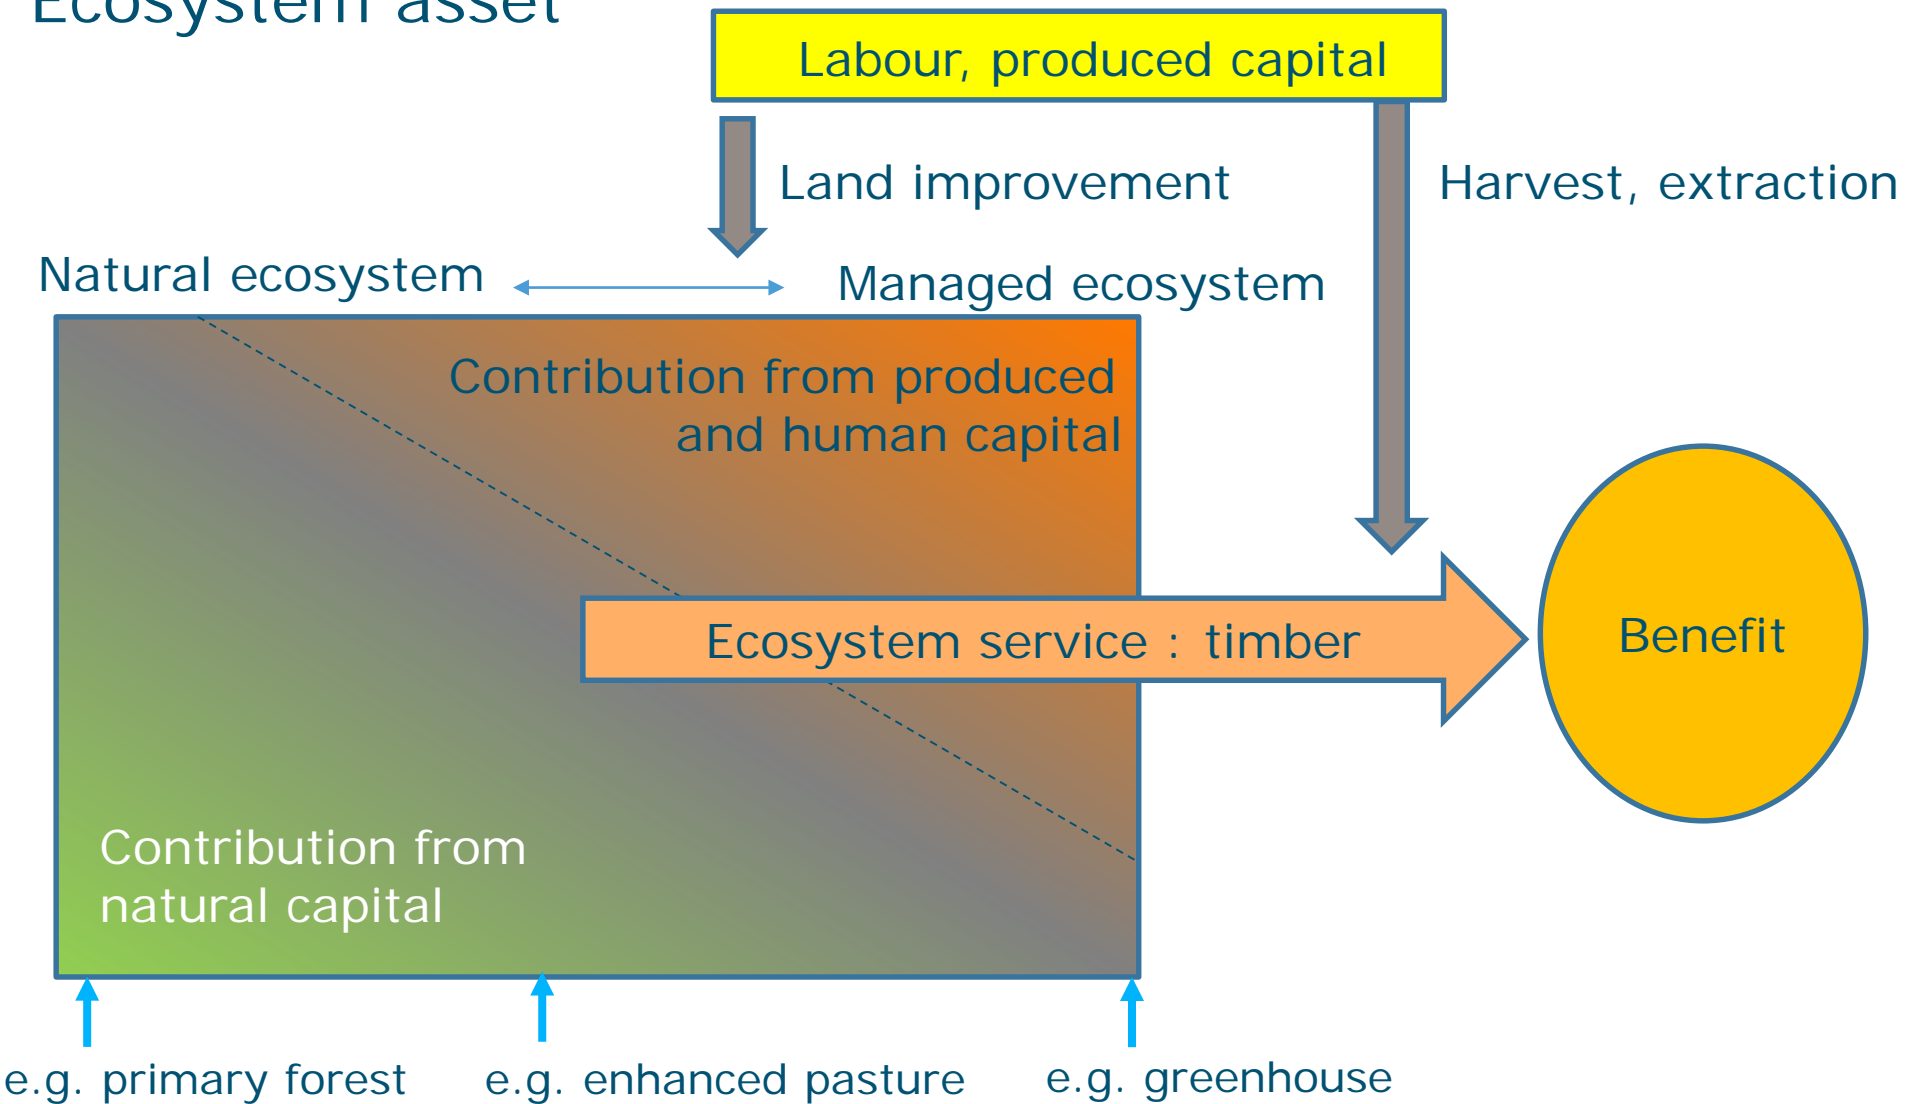 Ecosystem asset
Labour, produced capital
Land improvement
Harvest, extraction
Natural ecosystem
Managed ecosystem
Contribution from produced
and human capital
Ecosystem service : timber
Benefit
Contribution from
natural capital
e.g. primary forest
e.g. enhanced pasture
e.g. greenhouse